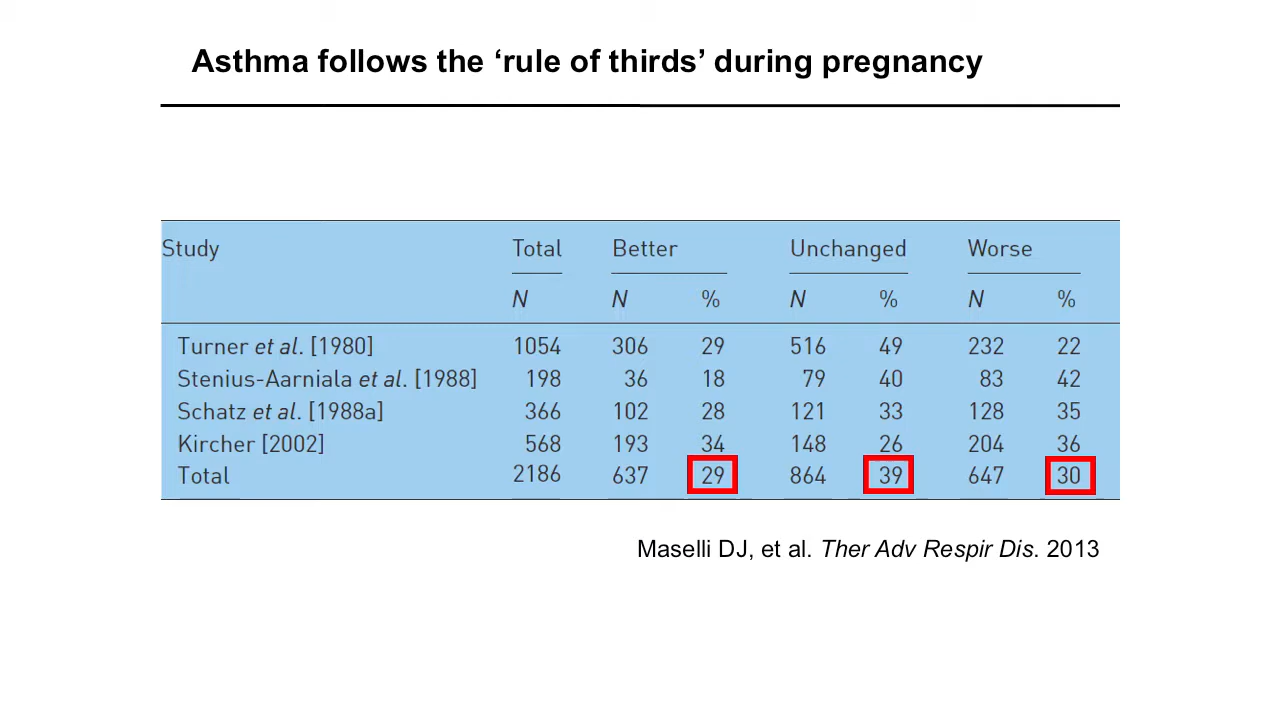 Asthma follows the ‘rule of thirds’ during pregnancy
Study Total Better Unchanged Worse
N N % N % N %
Turner et al. [1980] 1054 306 29 516 49 232 22
Stenius-Aarniala et al. [1988] 198 36 18 79 40 83 42
Schatz et al. [1988a] 366 102 28 121 33 128 35
Kircher [2002] 568 193 34 148 26 204 36
Total 2186 637 29 864 39 647 30
Maselli DJ, et al. Ther Adv Respir Dis. 2013